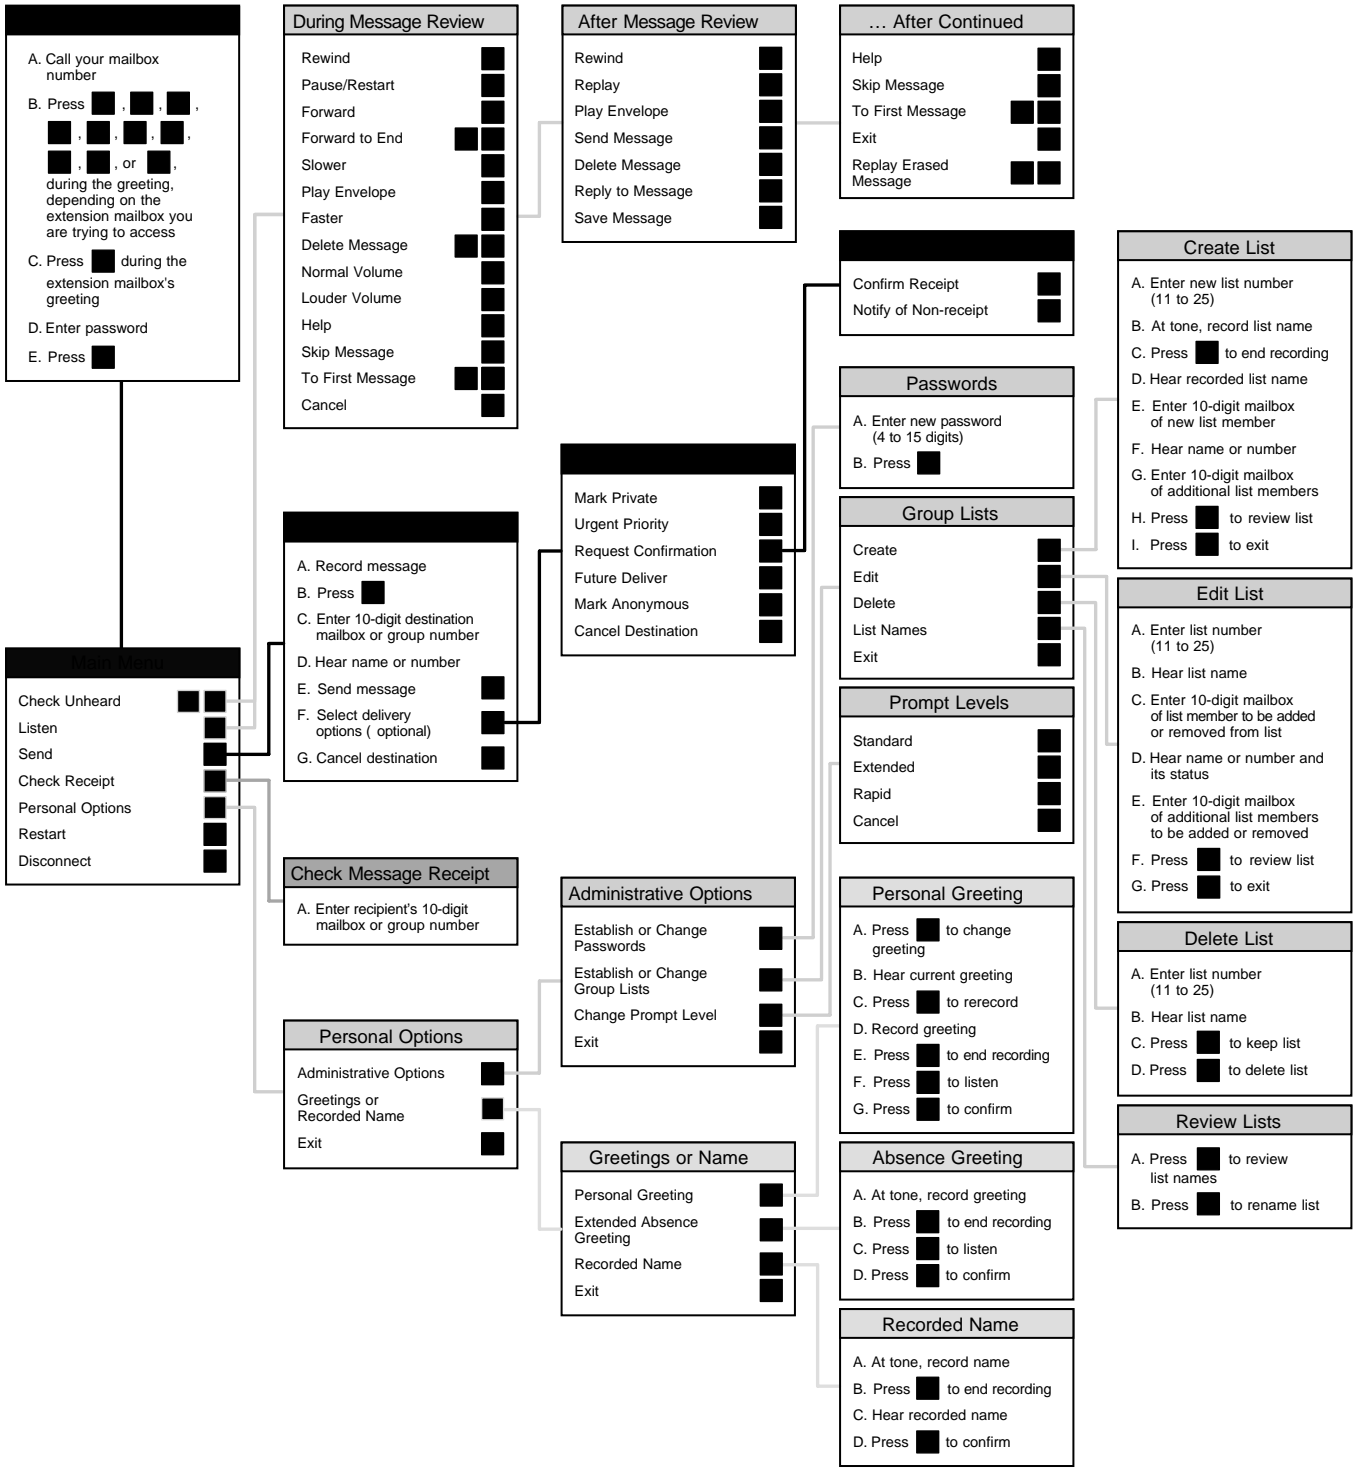 A. Call your mailbox
number
B. Press , , ,
, , , ,
, , or ,
during the greeting,
depending on the
extension mailbox you
are trying to access
C. Press during the
extension mailbox's
greeting
D. Enter password
E. Press
Main Menu
Check Unheard
Listen
Send
Check Receipt
Personal Options
Restart
Disconnect
During Message Review
Rewind
Pause/Restart
Forward
Forward to End
Slower
Play Envelope
Faster
Delete Message
Normal Volume
Louder Volume
Help
Skip Message
To First Message
Cancel
A. Record message
B. Press
C. Enter 10-digit destination
mailbox or group number
D. Hear name or number
E. Send message
F. Select delivery
options ( optional)
G. Cancel destination
Check Message Receipt
A. Enter recipient's 10-digit
mailbox or group number
Personal Options
Administrative Options
Greetings or
Recorded Name
Exit
After Message Review
Rewind
Replay
Play Envelope
Send Message
Delete Message
Reply to Message
Save Message
Mark Private
Urgent Priority
Request Confirmation
Future Deliver
Mark Anonymous
Cancel Destination
Administrative Options
Establish or Change
Passwords
Establish or Change
Group Lists
Change Prompt Level
Exit
Greetings or Name
Personal Greeting
Extended Absence
Greeting
Recorded Name
Exit
... After Continued
Help
Skip Message
To First Message
Exit
Replay Erased
Message
Confirm Receipt
Notify of Non-receipt
Passwords
A. Enter new password
(4 to 15 digits)
B. Press
Group Lists
Create
Edit
Delete
List Names
Exit
Prompt Levels
Standard
Extended
Rapid
Cancel
Personal Greeting
A. Press to change
greeting
B. Hear current greeting
C. Press to rerecord
D. Record greeting
E. Press to end recording
F. Press to listen
G. Press to confirm
Absence Greeting
A. At tone, record greeting
B. Press to end recording
C. Press to listen
D. Press to confirm
Recorded Name
A. At tone, record name
B. Press to end recording
C. Hear recorded name
D. Press to confirm
Create List
A. Enter new list number
(11 to 25)
B. At tone, record list name
C. Press to end recording
D. Hear recorded list name
E. Enter 10-digit mailbox
of new list member
F. Hear name or number
G. Enter 10-digit mailbox
of additional list members
H. Press to review list
I. Press to exit
Edit List
A. Enter list number
(11 to 25)
B. Hear list name
C. Enter 10-digit mailbox
of list member to be added
or removed from list
D. Hear name or number and
its status
E. Enter 10-digit mailbox
of additional list members
to be added or removed
F. Press to review list
G. Press to exit
Delete List
A. Enter list number
(11 to 25)
B. Hear list name
C. Press to keep list
D. Press to delete list
Review Lists
A. Press to review
list names
B. Press to rename list